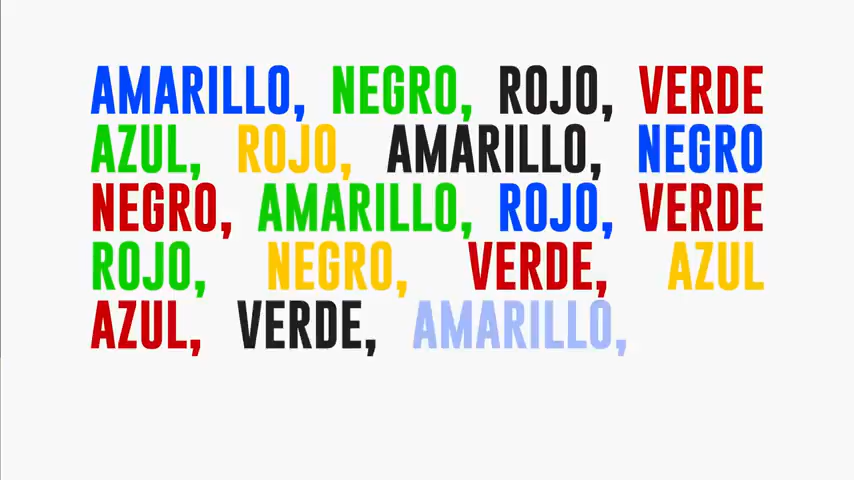 AMARILLO, NEGRO, ROJO, VERDE
AZUL, ROJO, AMARILLO, NEGRO
NEGRO, AMARILLO, ROJO, VERDE
ROJO, NEGRO, VERDE, AZUL
AZUL, VERDE, AMARILLO,